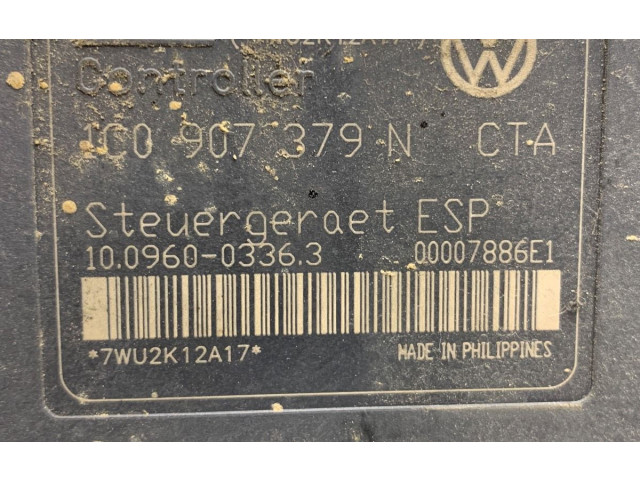 Controller
1C0 907 379 N CTA
Steuergeraet ESP
10.0960-0336.3 00007886E1
*7WU2K12A17*
MADE IN PHILIPPINES